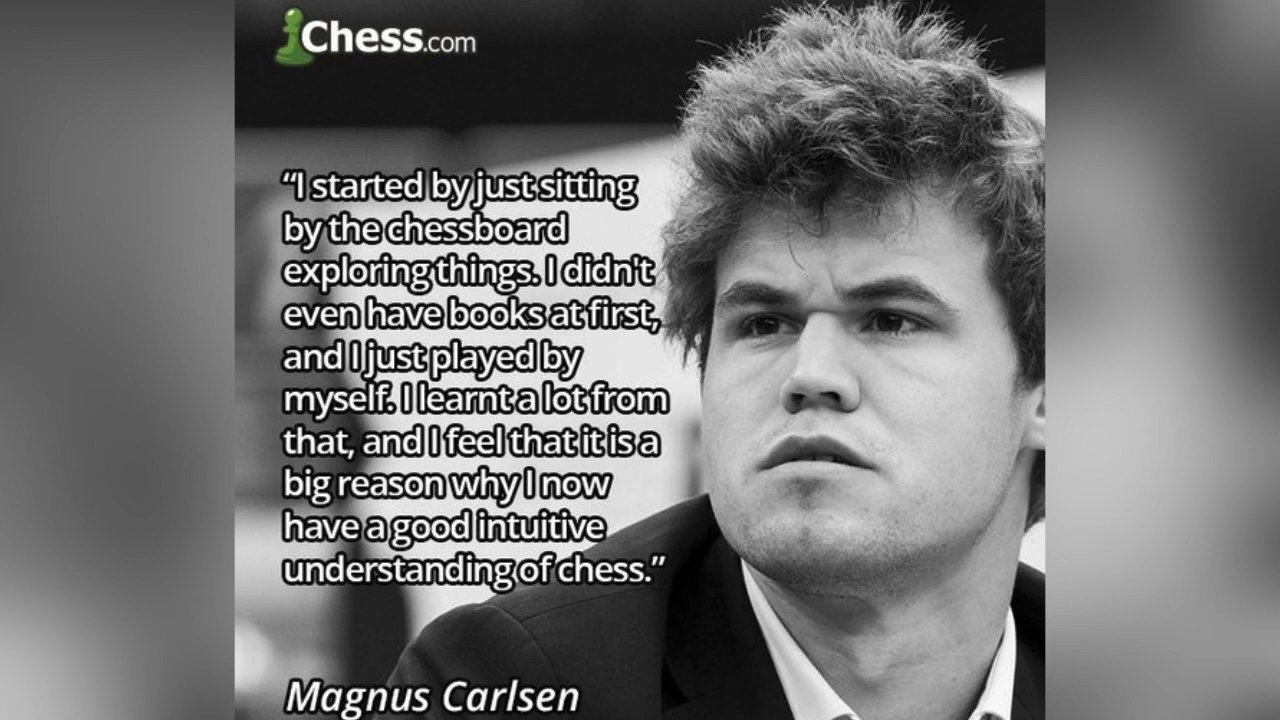 Chess.com
“I started by just sitting
by the chessboard
exploring things. I didn't
even have books at first,
and I just played by
myself. I learnt a lot from
that, and I feel that it is a
big reason why I now
have a good intuitive
understanding of chess.”
Magnus Carlsen